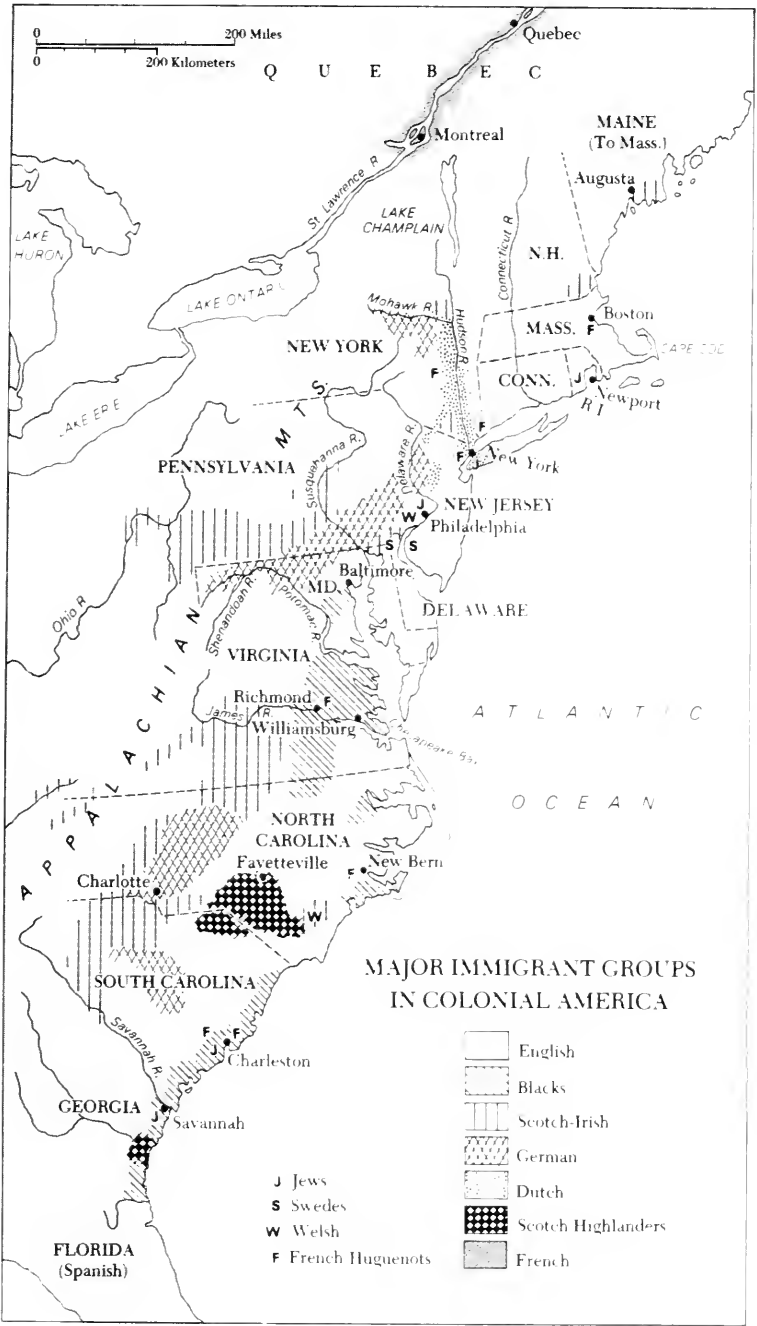 0 200 Miles
0 200 Kilometers
Quebec
Q U E B E C
Montreal
MAINE
(To Mass.)
Augusta
St. Lawrence R.
LAKE
CHAMPLAIN
LAKE
HURON
Connecticut R.
N.H.
LAKE ONTARIO
Mohawk R.
Hudson R.
Boston
MASS.
F
NEW YORK
CAPE COD
F
CONN.
J
Newport
R I
LAKE ERIE
F
M T S.
Susquehanna R.
Delaware R.
F
New York
PENNSYLVANIA
J
NEW JERSEY
W
Philadelphia
S S
Baltimore
MD.
Ohio R
Shenandoah R.
Potomac R.
DELAWARE
VIRGINIA
Richmond
F
James R.
Williamsburg
Chesapeake Bay
A T L A N T I C
O C E A N
A P P A L A C H I A N
NORTH
CAROLINA
Fayetteville
New Bern
F
Charlotte
W
SOUTH CAROLINA
Savannah R.
F F
J
Charleston
GEORGIA
J
Savannah
FLORIDA
(Spanish)
MAJOR IMMIGRANT GROUPS
IN COLONIAL AMERICA
English
Blacks
Scotch-Irish
German
Dutch
Scotch Highlanders
French
J Jews
S Swedes
W Welsh
F French Huguenots